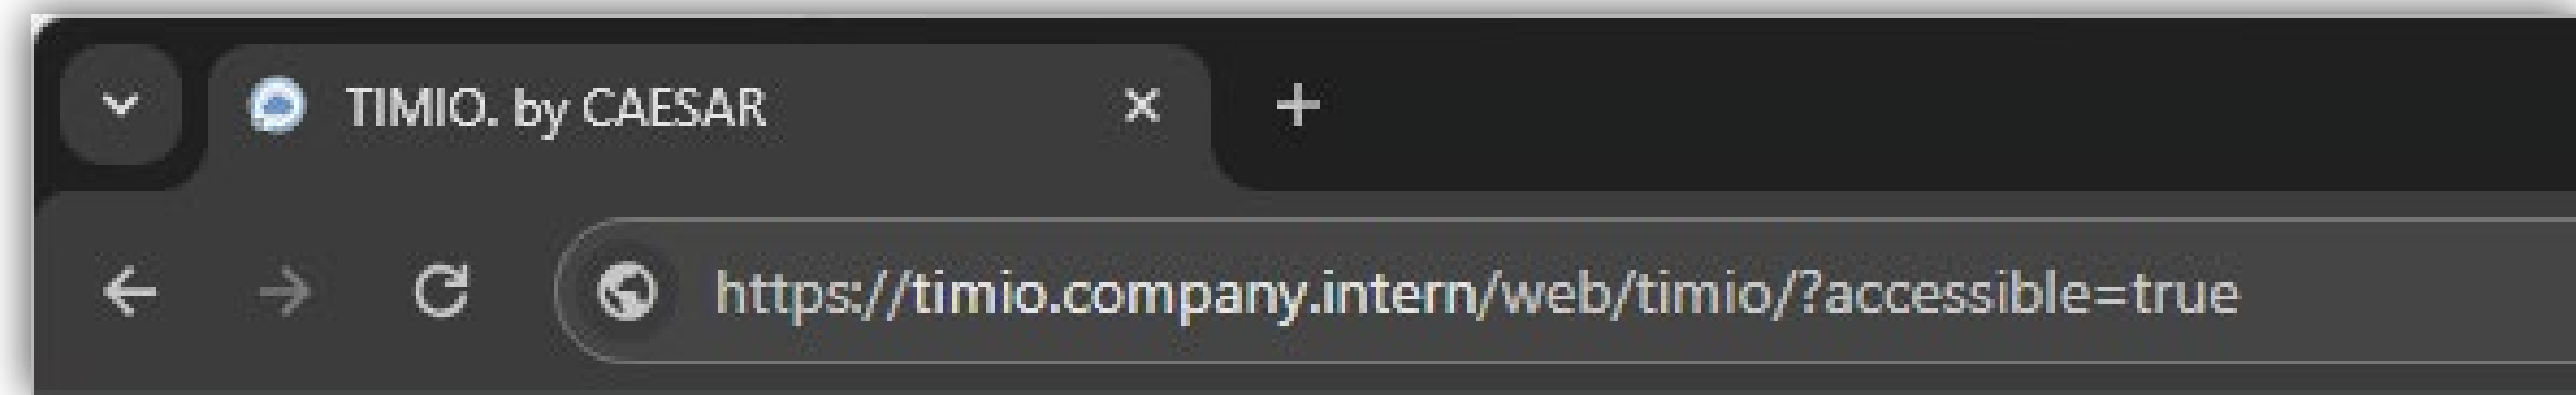 TIMIO. by CAESAR
https://timio.company.intern/web/timio/?accessible=true